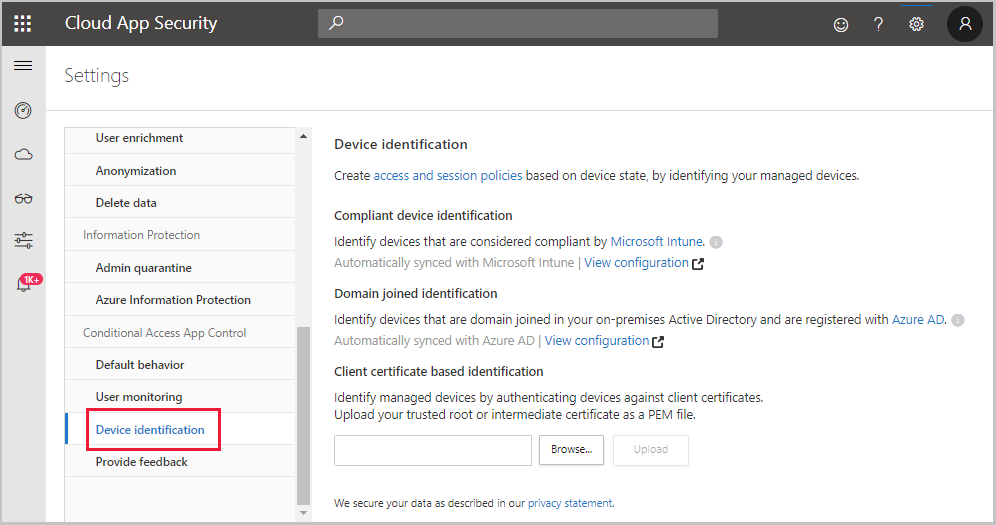 Cloud App Security
?
Settings
1K+
User enrichment
Anonymization
Delete data
Information Protection
Admin quarantine
Azure Information Protection
Conditional Access App Control
Default behavior
User monitoring
Device identification
Provide feedback
Device identification
Create access and session policies based on device state, by identifying your managed devices.
Compliant device identification
Identify devices that are considered compliant by Microsoft Intune. i
Automatically synced with Microsoft Intune | View configuration
Domain joined identification
Identify devices that are domain joined in your on-premises Active Directory and are registered with Azure AD. i
Automatically synced with Azure AD | View configuration
Client certificate based identification
Identify managed devices by authenticating devices against client certificates.
Upload your trusted root or intermediate certificate as a PEM file.
Browse... Upload
We secure your data as described in our privacy statement.